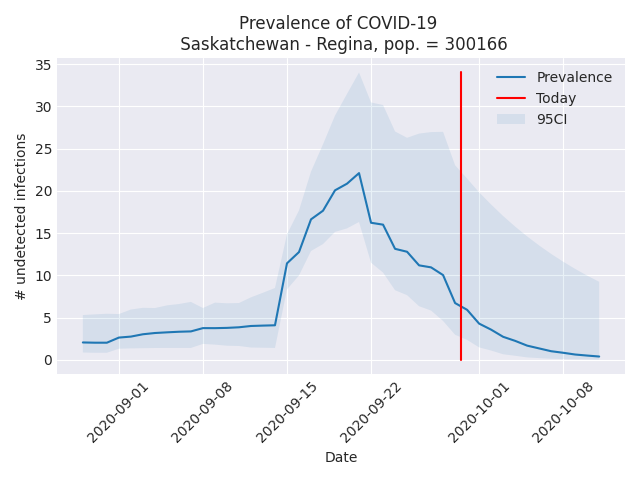 Prevalence of COVID-19
Saskatchewan - Regina, pop. = 300166
35
30
25
20
15
10
5
0
# undetected infections
Prevalence
Today
95CI
2020-09-01
2020-09-08
2020-09-15
2020-09-22
2020-10-01
2020-10-08
Date